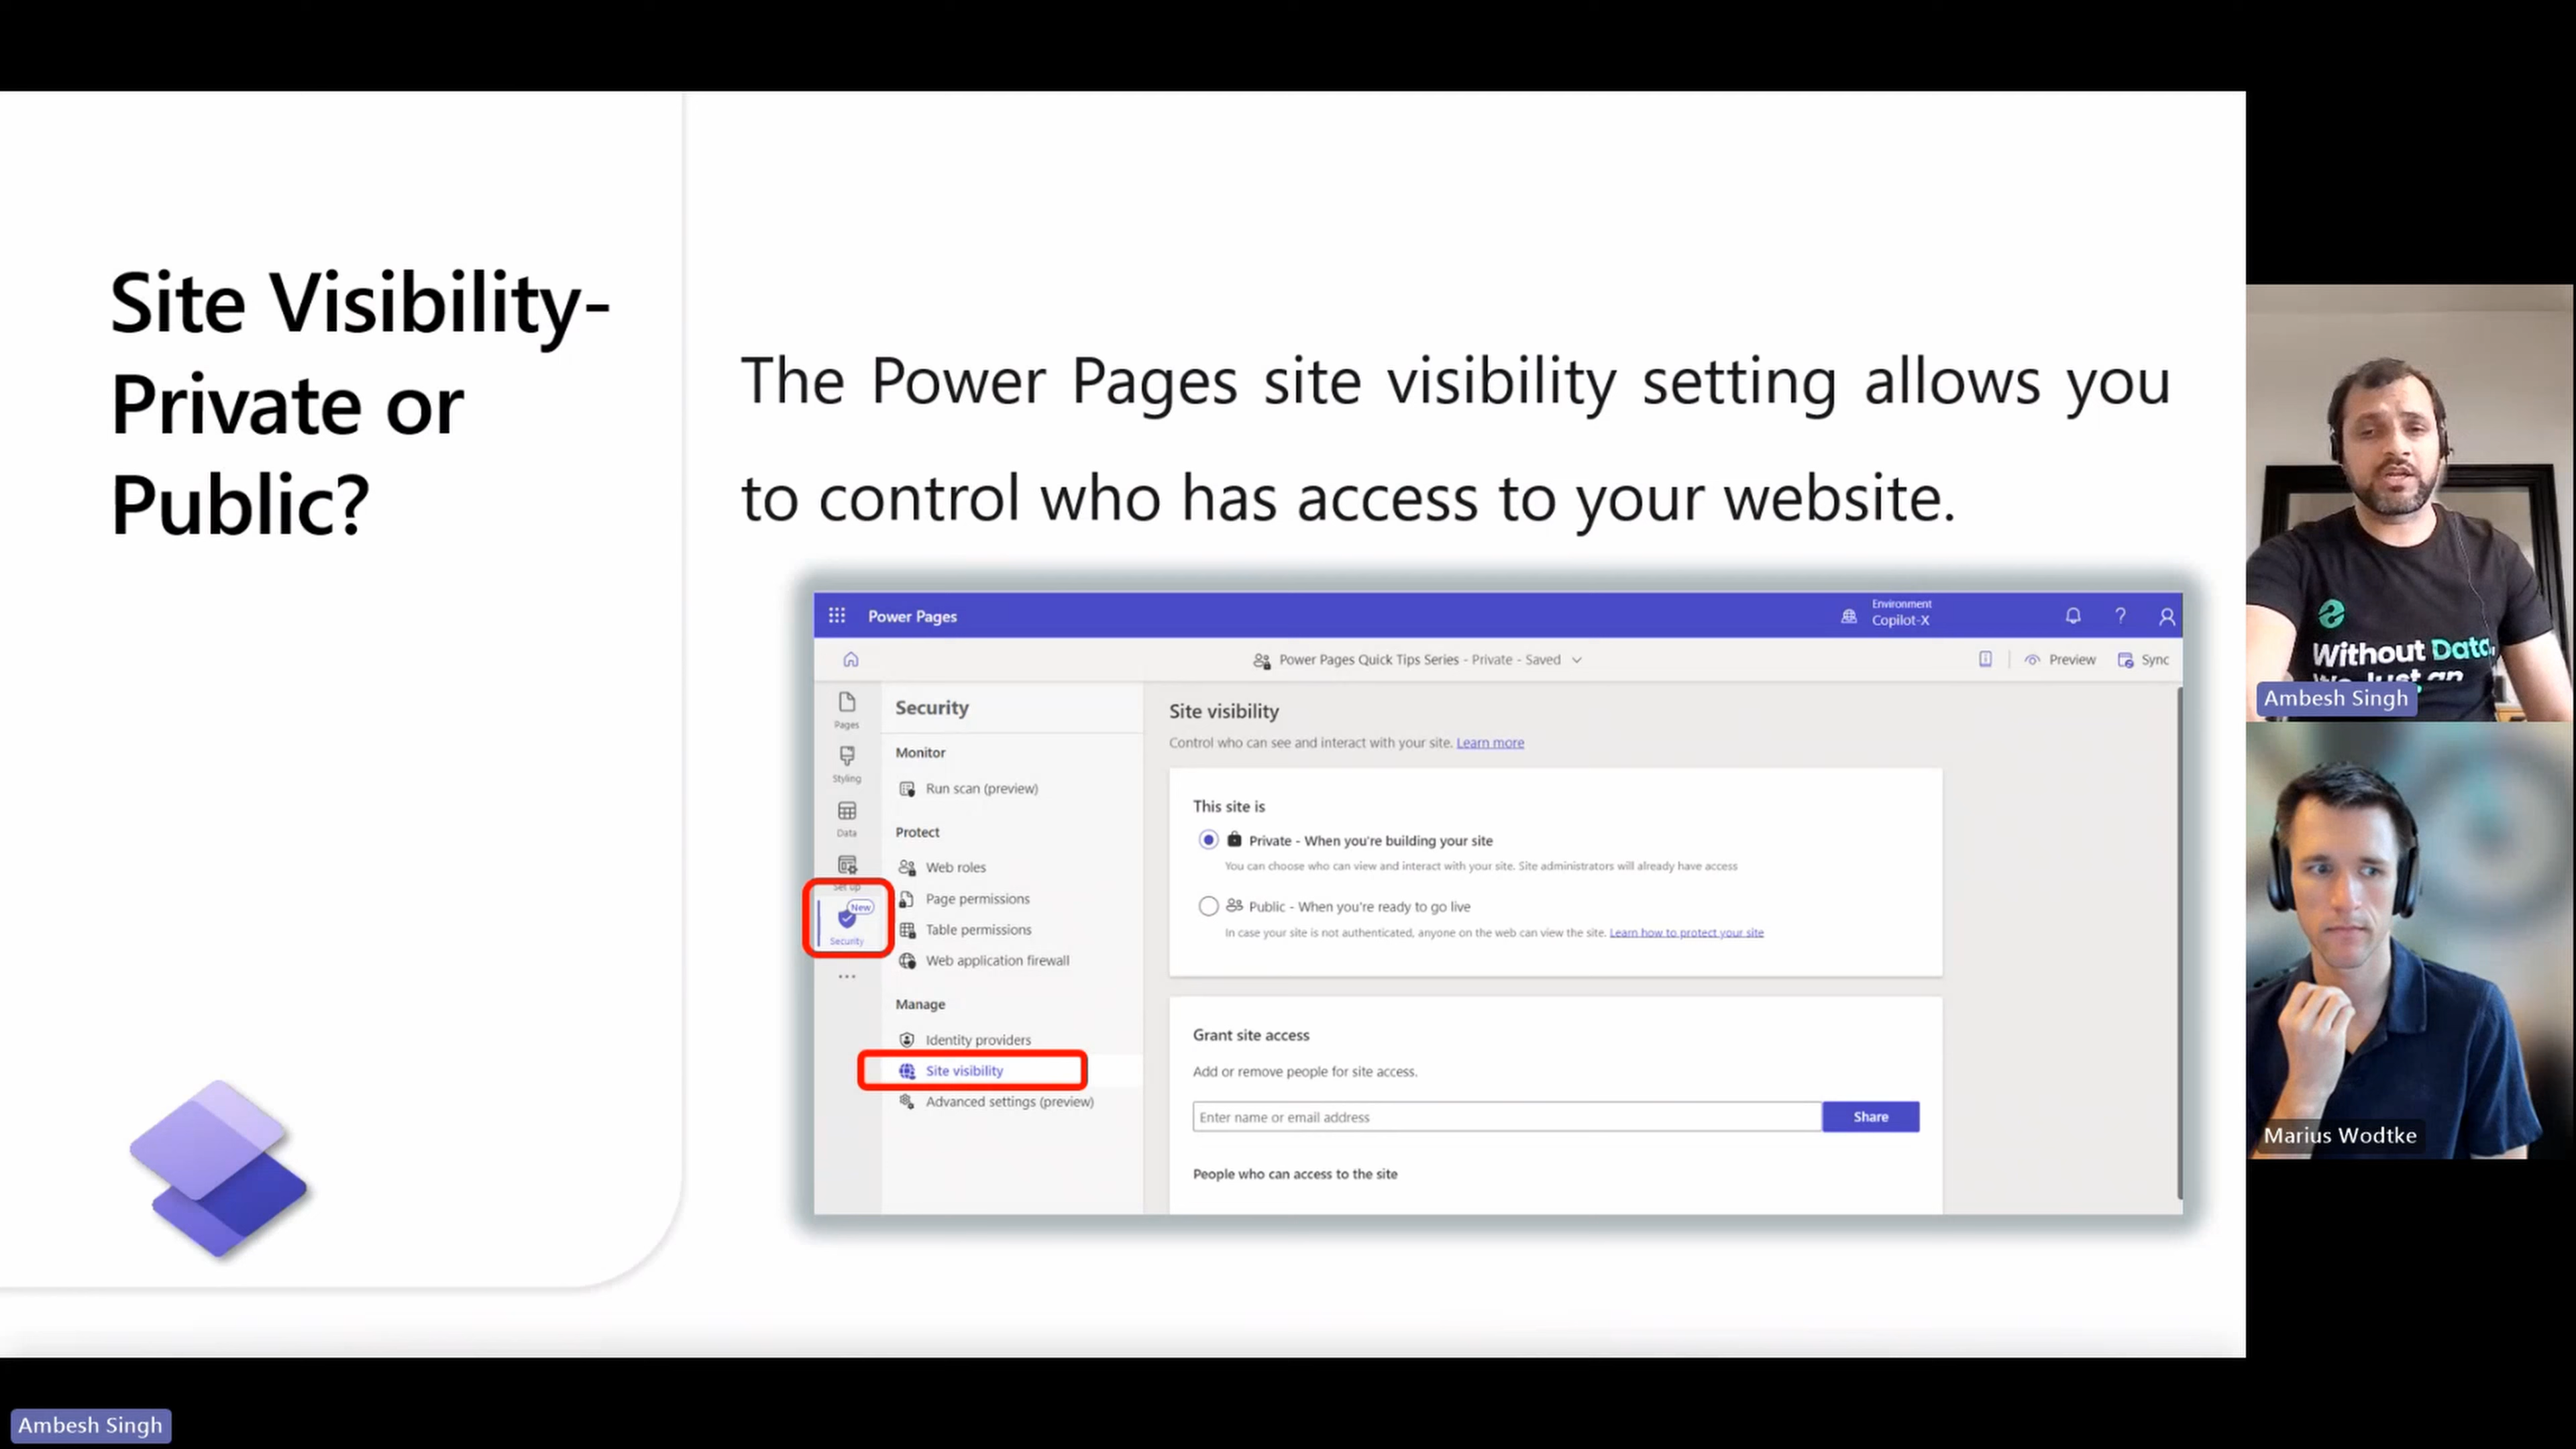 Site Visibility-
Private or
Public?
The Power Pages site visibility setting allows you
to control who has access to your website.
Power Pages
Environment
Copilot-X
Power Pages Quick Tips Series - Private - Saved
Preview
Sync
Pages
Styling
Data
Set up
New
Security
Security
Monitor
Run scan (preview)
Protect
Web roles
Page permissions
Table permissions
Web application firewall
Manage
Identity providers
Site visibility
Advanced settings (preview)
Site visibility
Control who can see and interact with your site. Learn more
This site is
Private - When you're building your site
You can choose who can view and interact with your site. Site administrators will already have access
Public - When you're ready to go live
In case your site is not authenticated, anyone on the web can view the site. Learn how to protect your site
Grant site access
Add or remove people for site access.
Enter name or email address
Share
People who can access to the site
Without Data,
Just an
Ambesh Singh
Marius Wodtke
Ambesh Singh